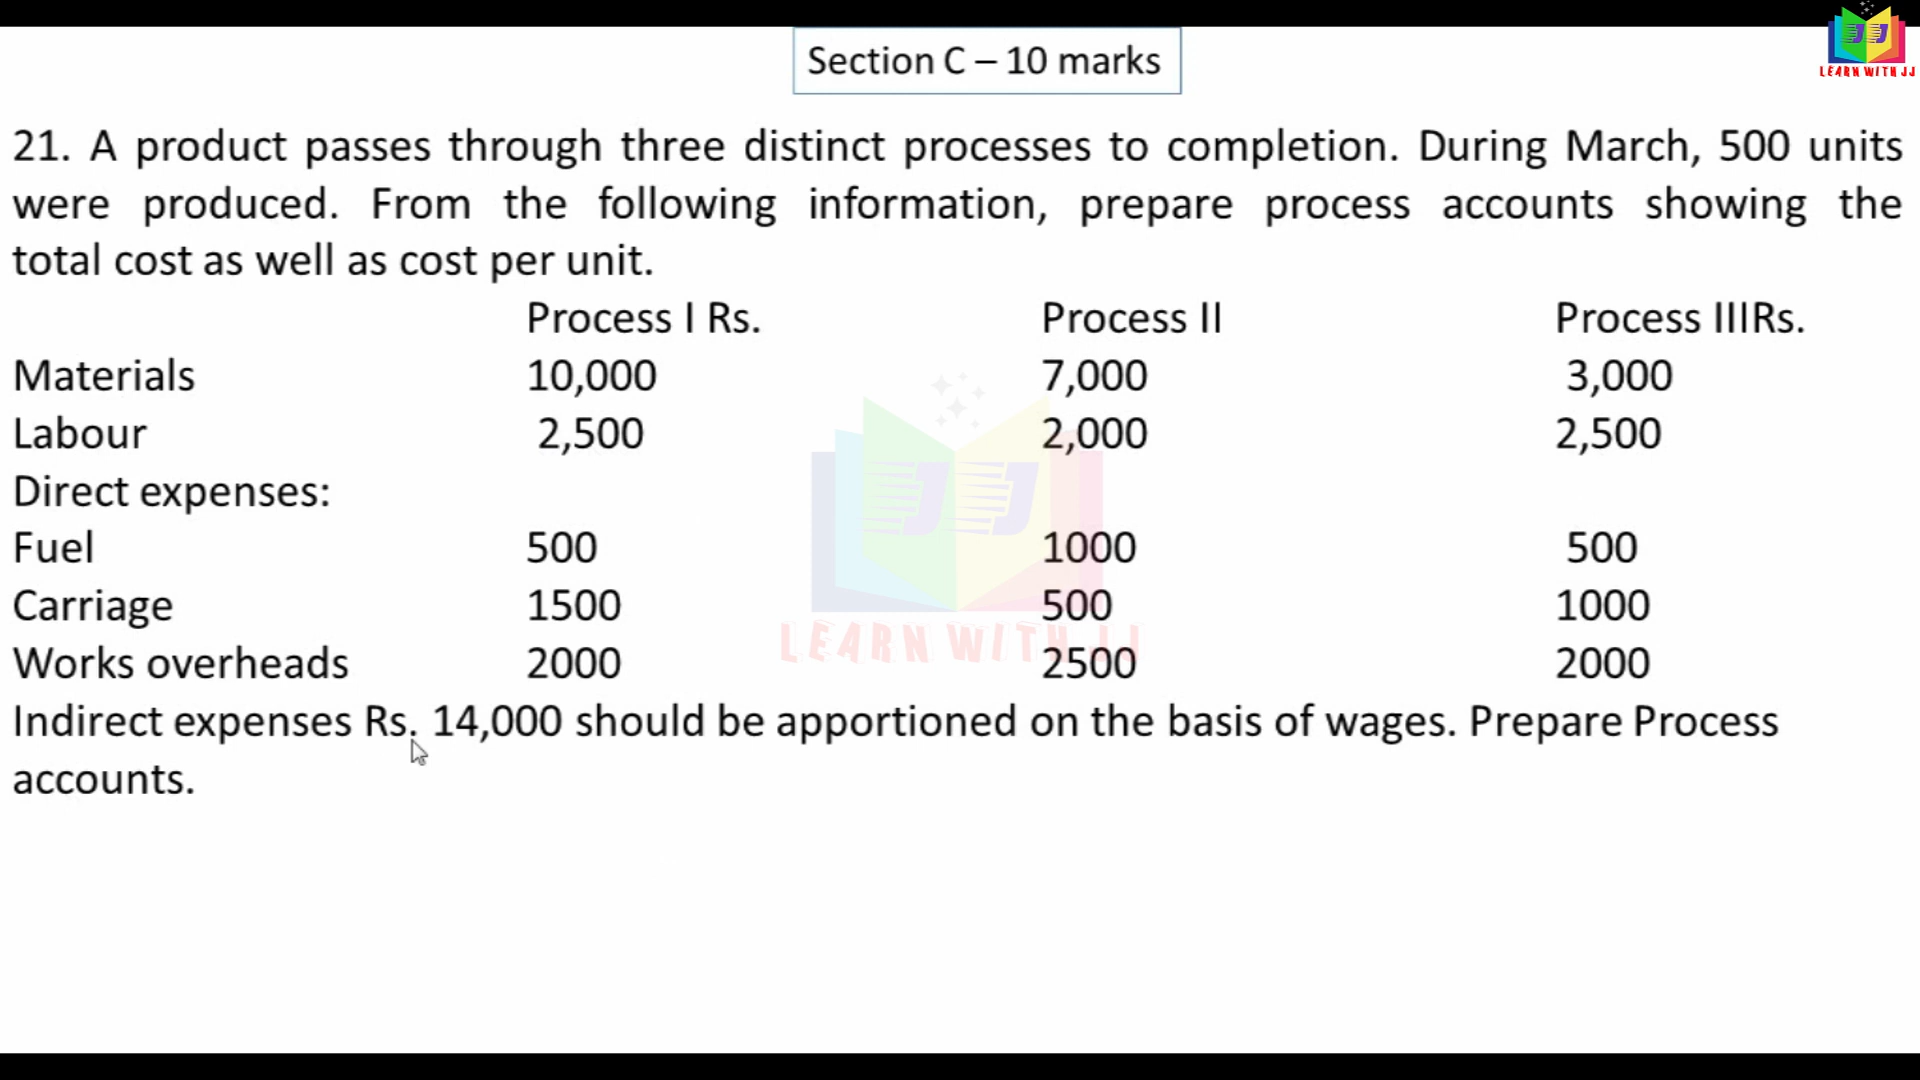 Section C – 10 marks
LEARN WITH JJ
21. A product passes through three distinct processes to completion. During March, 500 units
were produced. From the following information, prepare process accounts showing the
total cost as well as cost per unit.
Process I Rs. Process II Process IIIRs.
Materials 10,000 7,000 3,000
Labour 2,500 2,000 2,500
Direct expenses:
Fuel 500 1000 500
Carriage 1500 500 1000
LEARN WITH JJ
Works overheads 2000 2500 2000
Indirect expenses Rs. 14,000 should be apportioned on the basis of wages. Prepare Process
accounts.